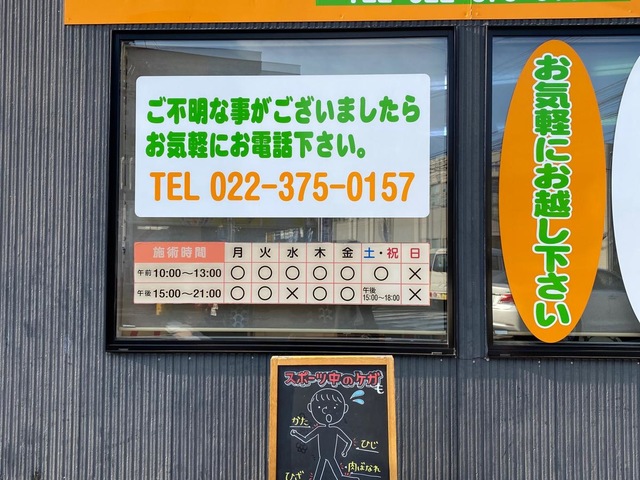 ご不明な事がございましたら
お気軽にお電話下さい。
TEL 022-375-0157
施術時間 月 火 水 木 金 土・祝 日
午前 10:00〜13:00 ○ ○ ○ ○ ○ ○ ×
午後 15:00〜21:00 ○ ○ × ○ ○ 午後 15:00〜18:00 ×
お気軽にお越し下さい
スポーツ中のケガも
かた
ひじ
肉ばなれ
ひざ